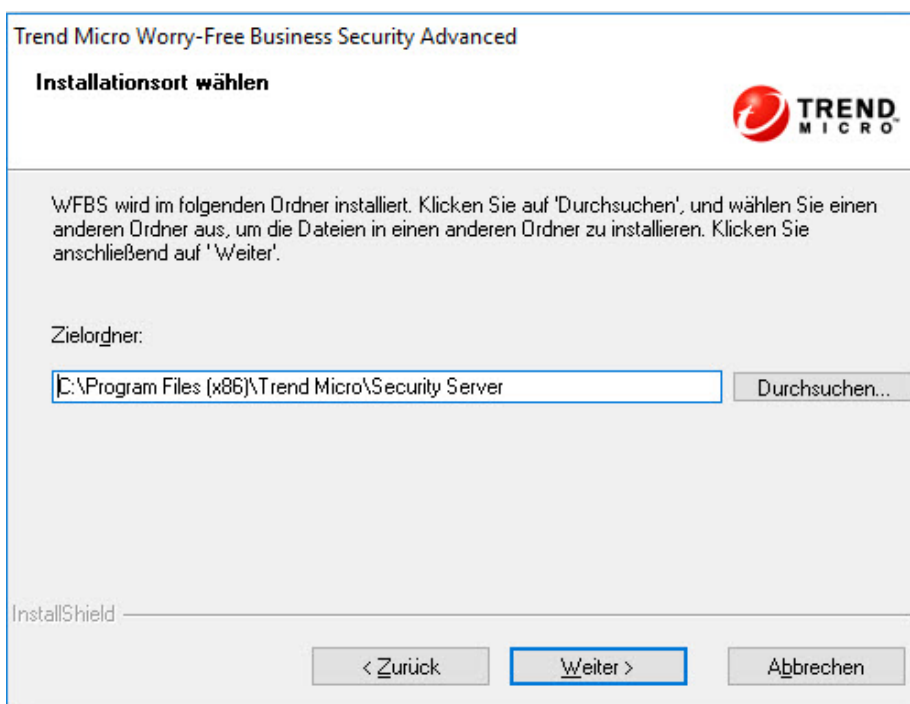 Trend Micro Worry-Free Business Security Advanced
Installationsort wählen
TREND
MICRO™
WFBS wird im folgenden Ordner installiert. Klicken Sie auf 'Durchsuchen', und wählen Sie einen
anderen Ordner aus, um die Dateien in einen anderen Ordner zu installieren. Klicken Sie
anschließend auf ' Weiter'.
Zielordner:
C:\Program Files (x86)\Trend Micro\Security Server
Durchsuchen...
InstallShield
< Zurück
Weiter >
Abbrechen